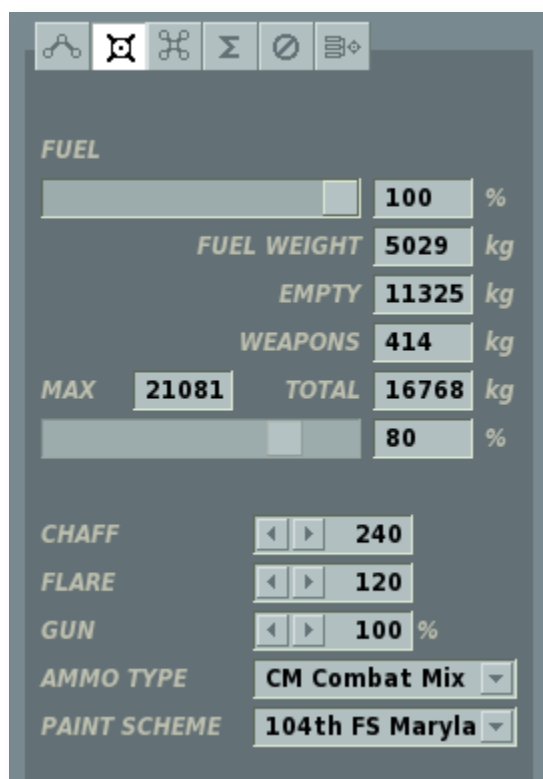 Σ
FUEL
100 %
FUEL WEIGHT 5029 kg
EMPTY 11325 kg
WEAPONS 414 kg
MAX 21081 TOTAL 16768 kg
80 %
CHAFF 240
FLARE 120
GUN 100 %
AMMO TYPE CM Combat Mix
PAINT SCHEME 104th FS Maryla